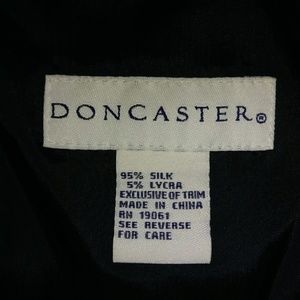 DONCASTER®
95% SILK
5% LYCRA
EXCLUSIVE OF TRIM
MADE IN CHINA
RN 19061
SEE REVERSE
FOR CARE